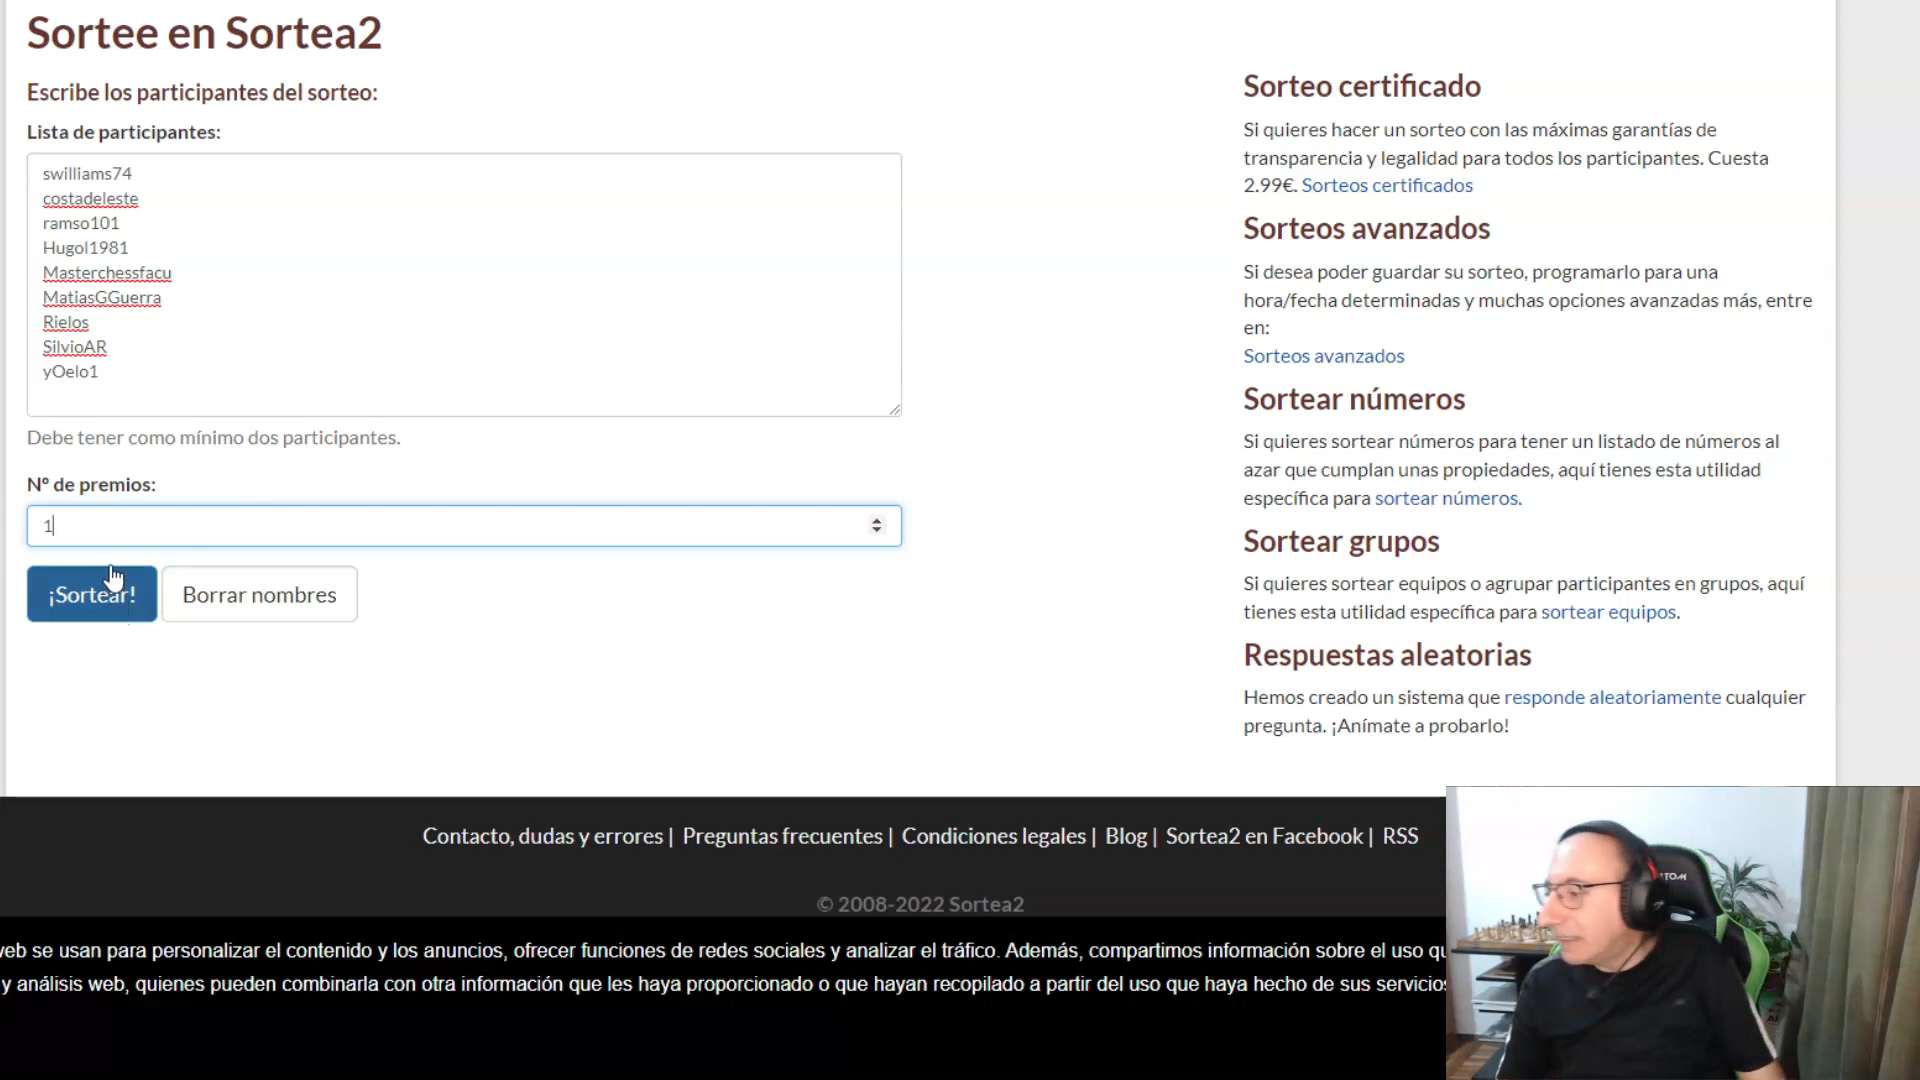 Sortee en Sortea2
Escribe los participantes del sorteo:
Lista de participantes:
swilliams74
costadeleste
ramso101
Hugol1981
Masterchessfacu
MatiasGGuerra
Rielos
SilvioAR
yOelo1
Debe tener como mínimo dos participantes.
Nº de premios:
1
¡Sortear!
Borrar nombres
Sorteo certificado
Si quieres hacer un sorteo con las máximas garantías de
transparencia y legalidad para todos los participantes. Cuesta
2.99€. Sorteos certificados
Sorteos avanzados
Si desea poder guardar su sorteo, programarlo para una
hora/fecha determinadas y muchas opciones avanzadas más, entre
en:
Sorteos avanzados
Sortear números
Si quieres sortear números para tener un listado de números al
azar que cumplan unas propiedades, aquí tienes esta utilidad
específica para sortear números.
Sortear grupos
Si quieres sortear equipos o agrupar participantes en grupos, aquí
tienes esta utilidad específica para sortear equipos.
Respuestas aleatorias
Hemos creado un sistema que responde aleatoriamente cualquier
pregunta. ¡Anímate a probarlo!
Contacto, dudas y errores | Preguntas frecuentes | Condiciones legales | Blog | Sortea2 en Facebook | RSS
© 2008-2022 Sortea2
web se usan para personalizar el contenido y los anuncios, ofrecer funciones de redes sociales y analizar el tráfico. Además, compartimos información sobre el uso qu
y análisis web, quienes pueden combinarla con otra información que les haya proporcionado o que hayan recopilado a partir del uso que haya hecho de sus servicios